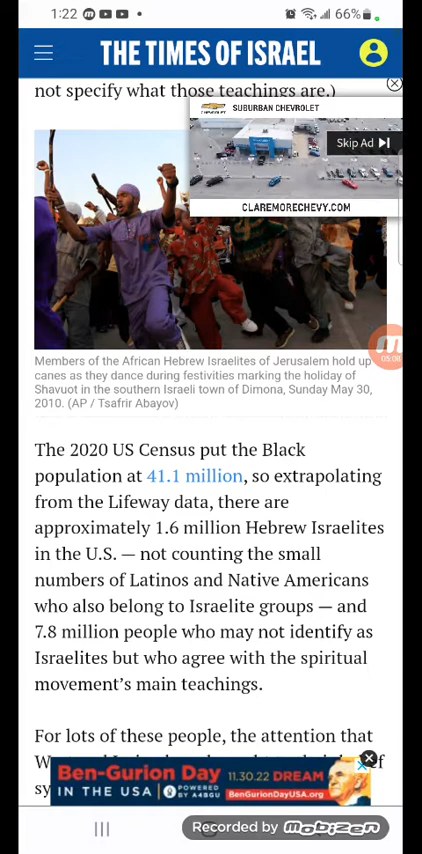 1:22
66%
THE TIMES OF ISRAEL
not specify what those teachings are.)
CHEVROLET
SUBURBAN CHEVROLET
Skip Ad
CLAREMORECHEVY.COM
05:08
Members of the African Hebrew Israelites of Jerusalem hold up
canes as they dance during festivities marking the holiday of
Shavuot in the southern Israeli town of Dimona, Sunday May 30,
2010. (AP / Tsafrir Abayov)
The 2020 US Census put the Black
population at 41.1 million, so extrapolating
from the Lifeway data, there are
approximately 1.6 million Hebrew Israelites
in the U.S. — not counting the small
numbers of Latinos and Native Americans
who also belong to Israelite groups — and
7.8 million people who may not identify as
Israelites but who agree with the spiritual
movement's main teachings.
For lots of these people, the attention that
Ben-Gurion Day
IN THE USA
POWERED BY A4BGU
11.30.22 DREAM
BenGurionDayUSA.org
Recorded by mobizen